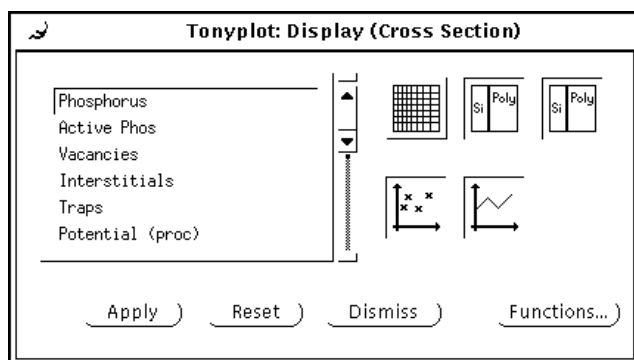 Tonyplot: Display (Cross Section)
Phosphorus
Active Phos
Vacancies
Interstitials
Traps
Potential (proc)
Si Poly
Si Poly
Apply Reset Dismiss Functions...